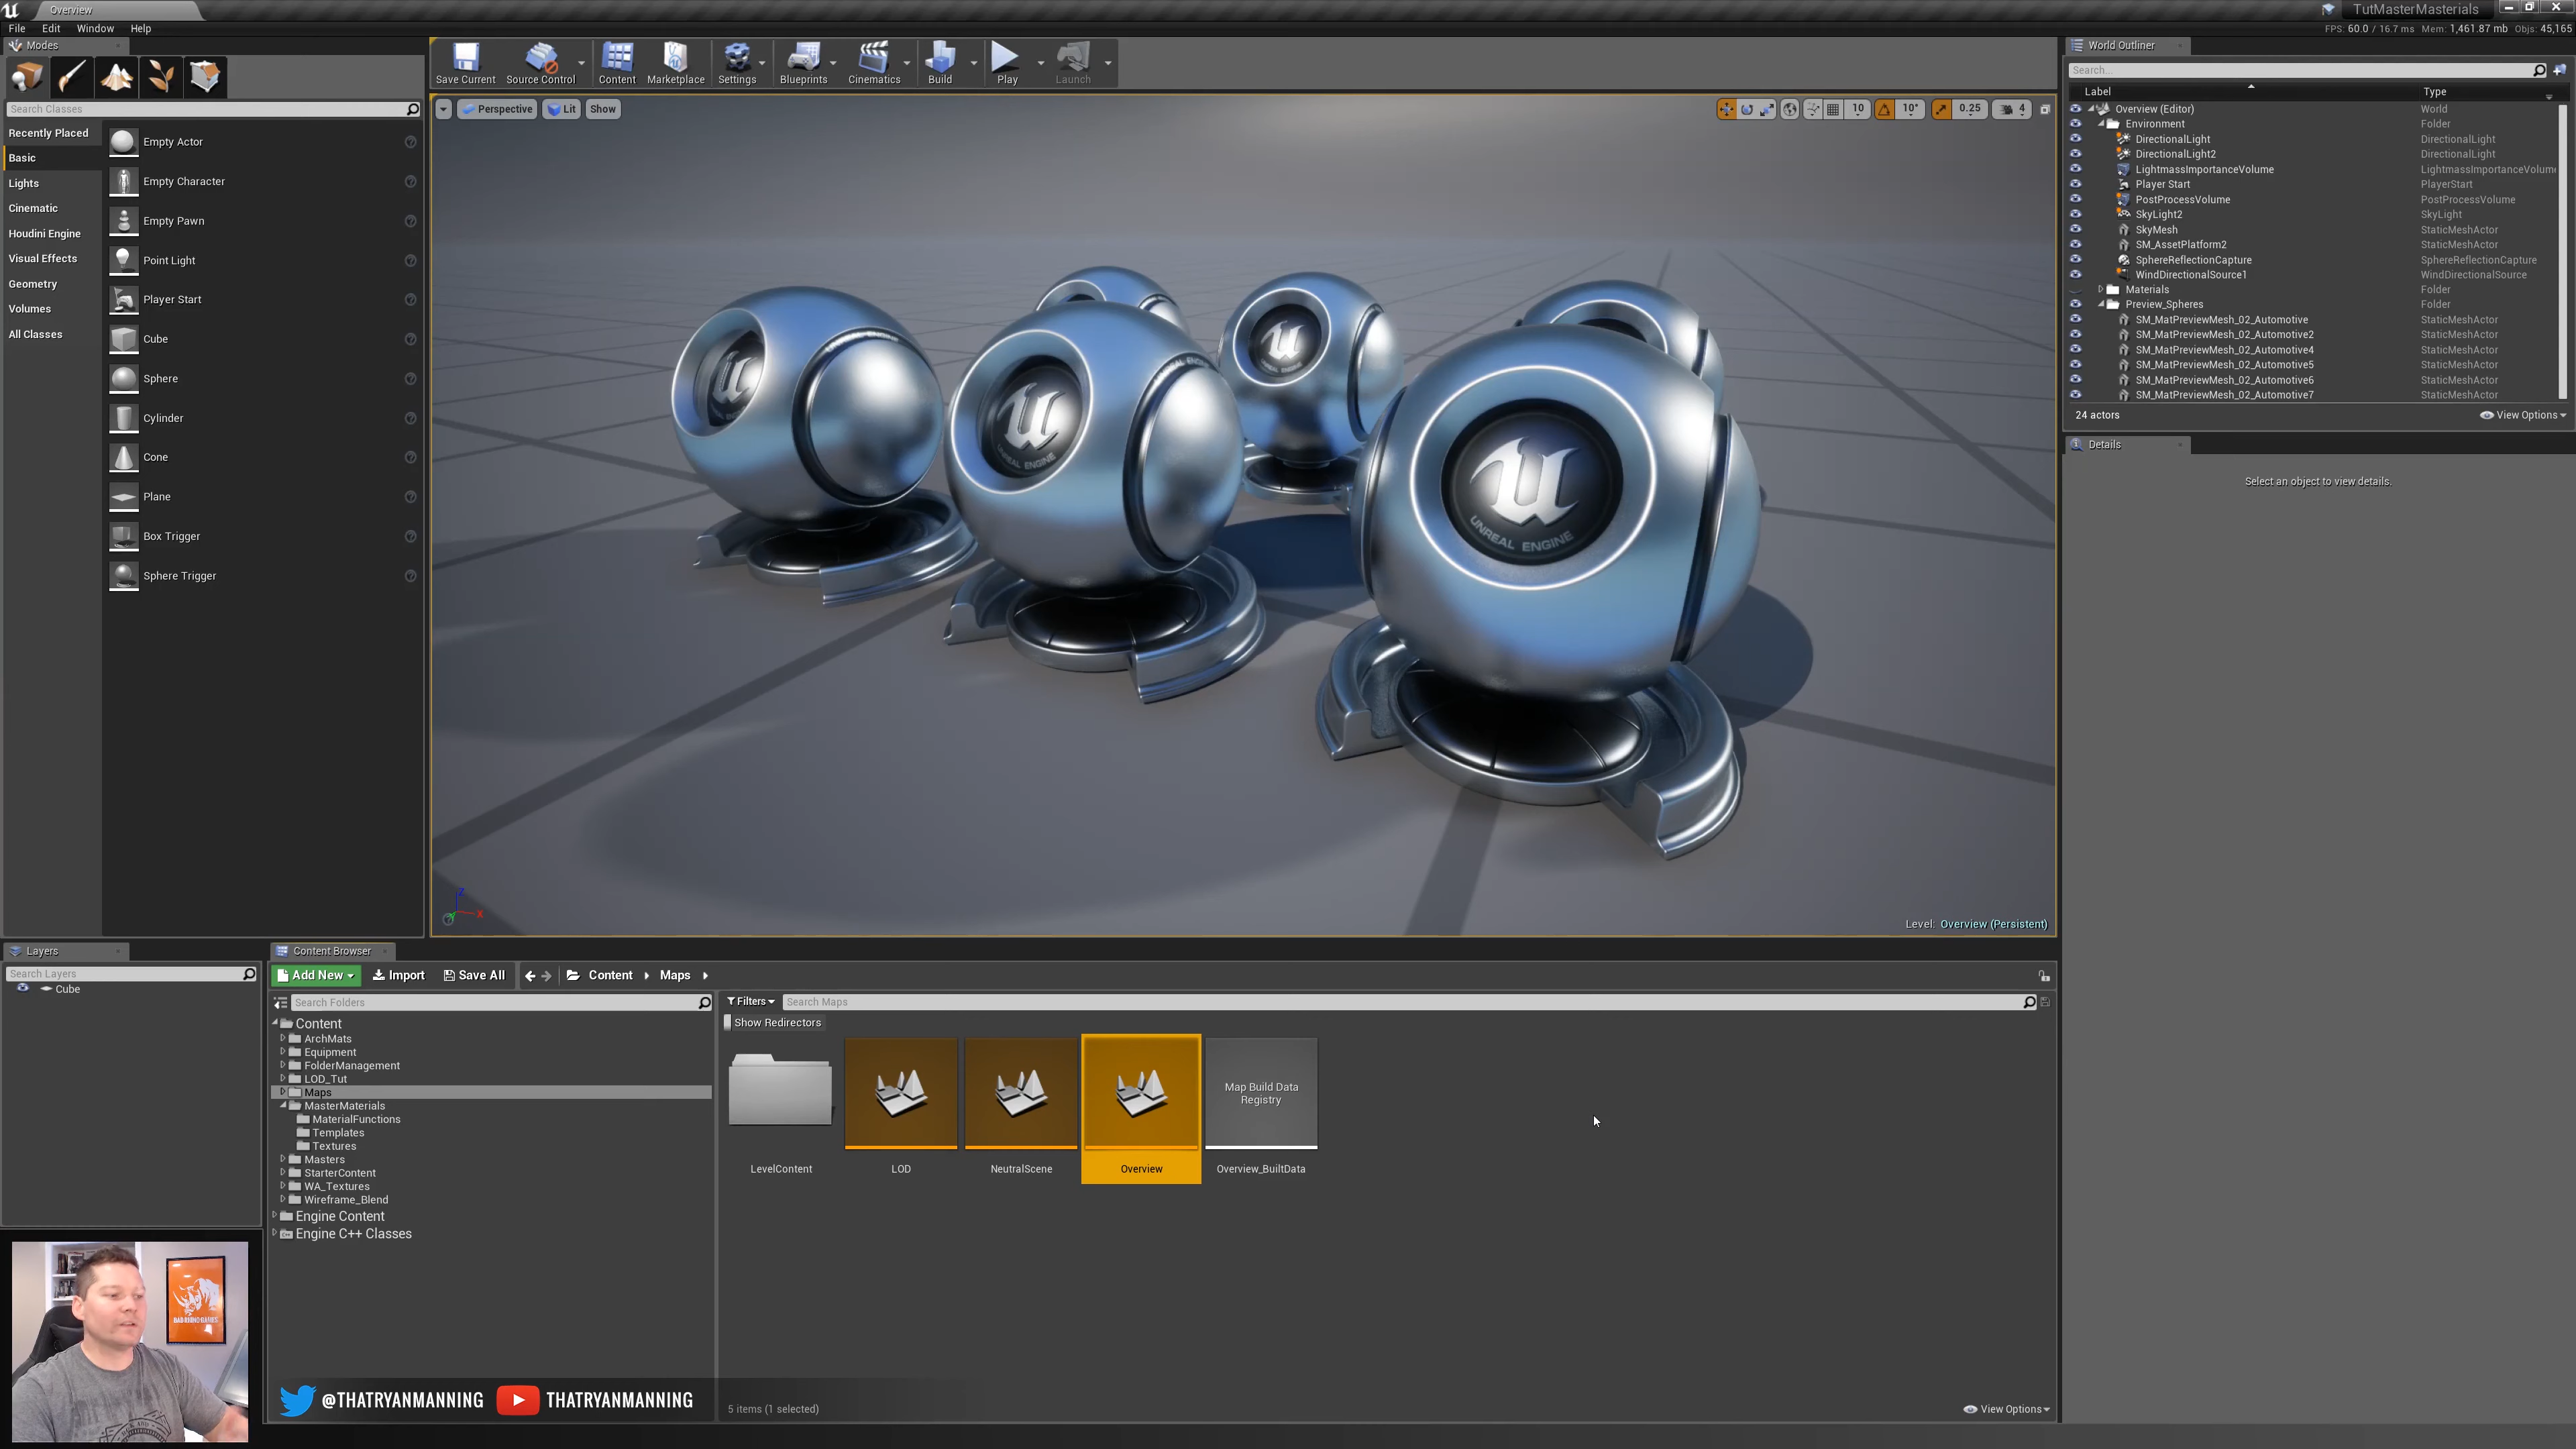 Overview
TutMasterMasterials
File Edit Window Help
FPS: 60.0 / 16.7 ms Mem: 1,461.87 mb Objs: 45,165
Modes
Search Classes
Recently Placed
Basic
Lights
Cinematic
Houdini Engine
Visual Effects
Geometry
Volumes
All Classes
Empty Actor
Empty Character
Empty Pawn
Point Light
Player Start
Cube
Sphere
Cylinder
Cone
Plane
Box Trigger
Sphere Trigger
Save Current Source Control Content Marketplace Settings Blueprints Cinematics Build Play Launch
Perspective Lit Show
10 10° 0.25 4
UNREAL ENGINE
UNREAL ENGINE
Level: Overview (Persistent)
World Outliner
Search...
Label Type
Overview (Editor) World
Environment Folder
DirectionalLight DirectionalLight
DirectionalLight2 DirectionalLight
LightmassImportanceVolume LightmassImportanceVolume
Player Start PlayerStart
PostProcessVolume PostProcessVolume
SkyLight2 SkyLight
SkyMesh StaticMeshActor
SM_AssetPlatform2 StaticMeshActor
SphereReflectionCapture SphereReflectionCapture
WindDirectionalSource1 WindDirectionalSource
Materials Folder
Preview_Spheres Folder
SM_MatPreviewMesh_02_Automotive StaticMeshActor
SM_MatPreviewMesh_02_Automotive2 StaticMeshActor
SM_MatPreviewMesh_02_Automotive4 StaticMeshActor
SM_MatPreviewMesh_02_Automotive5 StaticMeshActor
SM_MatPreviewMesh_02_Automotive6 StaticMeshActor
SM_MatPreviewMesh_02_Automotive7 StaticMeshActor
24 actors View Options
Details
Select an object to view details.
Layers
Search Layers
Cube
Content Browser
Add New Import Save All Content Maps
Search Folders
Content
ArchMats
Equipment
FolderManagement
LOD_Tut
Maps
MasterMaterials
MaterialFunctions
Templates
Textures
Masters
StarterContent
WA_Textures
Wireframe_Blend
Engine Content
Engine C++ Classes
Filters Search Maps
Show Redirectors
Map Build Data
Registry
LevelContent LOD NeutralScene Overview Overview_BuiltData
BAD RHINO GAMES
@THATRYANMANNING THATRYANMANNING
5 items (1 selected) View Options